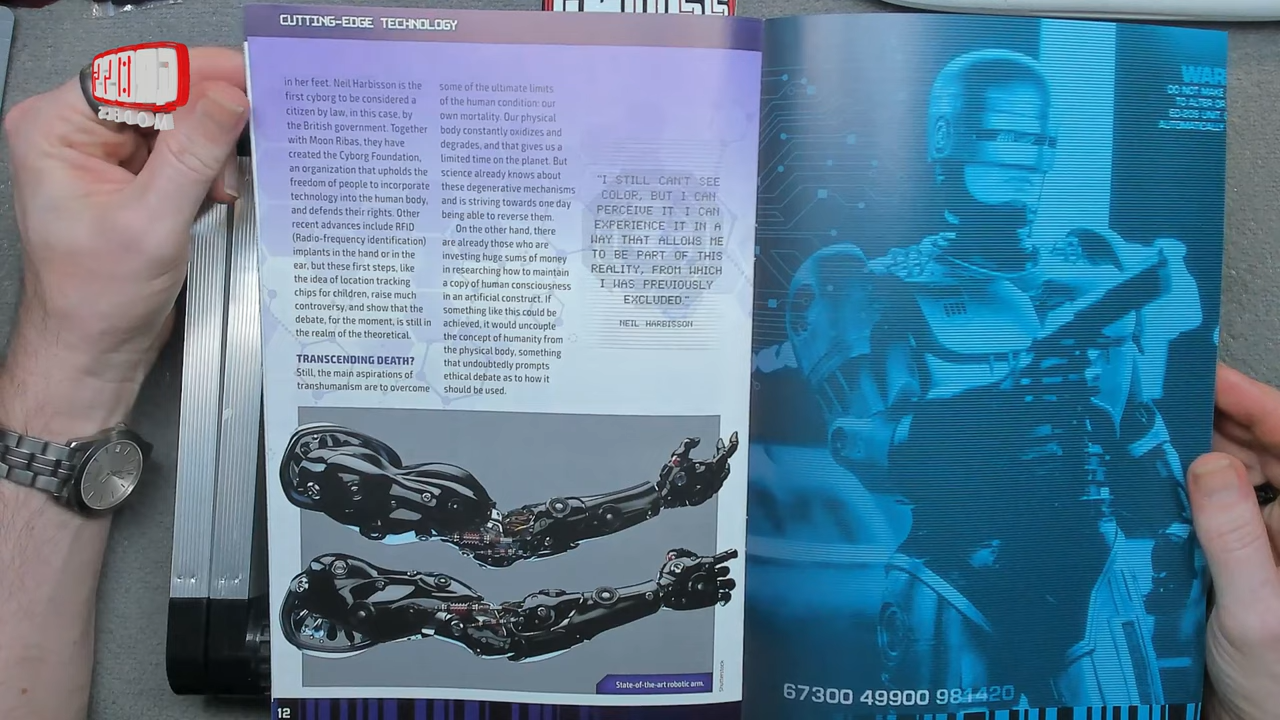 CUTTING-EDGE TECHNOLOGY
in her feet. Neil Harbisson is the
first cyborg to be considered a
citizen by law, in this case, by
the British government. Together
with Moon Ribas, they have
created the Cyborg Foundation,
an organization that upholds the
freedom of people to incorporate
technology into the human body,
and defends their rights. Other
recent advances include RFID
(Radio-frequency identification)
implants in the hand or in the
ear, but these first steps, like
the idea of location tracking
chips for children, raise much
controversy, and show that the
debate, for the moment, is still in
the realm of the theoretical.
TRANSCENDING DEATH?
Still, the main aspirations of
transhumanism are to overcome
some of the ultimate limits
of the human condition: our
own mortality. Our physical
body constantly oxidizes and
degrades, and that gives us a
limited time on the planet. But
science already knows about
these degenerative mechanisms
and is striving towards one day
being able to reverse them.
On the other hand, there
are already those who are
investing huge sums of money
in researching how to maintain
a copy of human consciousness
in an artificial construct. If
something like this could be
achieved, it would uncouple
the concept of humanity from
the physical body, something
that undoubtedly prompts
ethical debate as to how it
should be used.
"I STILL CAN'T SEE
COLOR, BUT I CAN
PERCEIVE IT I CAN
EXPERIENCE IT IN A
WAY THAT ALLOWS ME
TO BE PART OF THIS
REALITY, FROM WHICH
I WAS PREVIOUSLY
EXCLUDED."
NEIL HARBISSON
State-of-the-art robotic arm.
Shutterstock
12
WAR
DO NOT MAKE
TO ALTER OR
ED-209 UNIT
AUTOMATICALLY
67300 49900 981420
MODELS